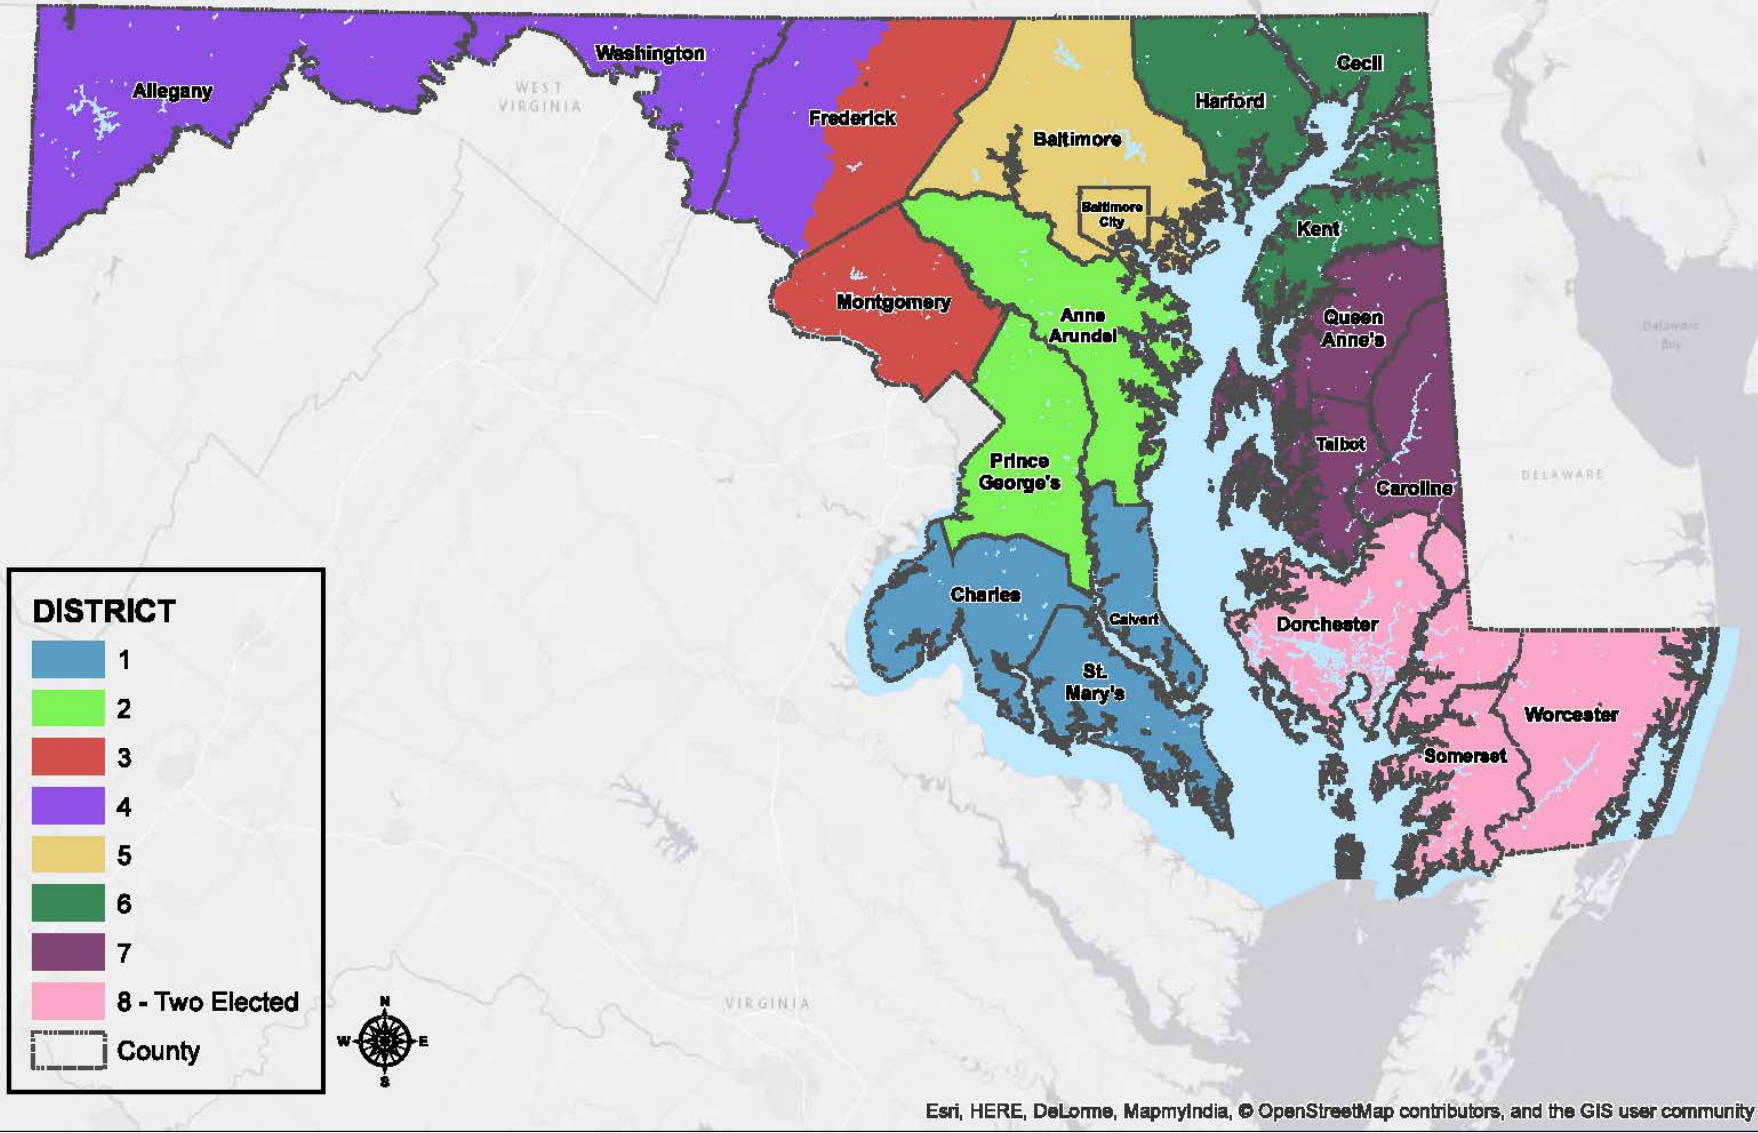 Washington
Allegany
WEST
VIRGINIA
Frederick
Cecil
Harford
Baltimore
Baltimore
City
Kent
Montgomery
Anne
Arundel
Queen
Anne's
Delaware
Bay
Talbot
Prince
George's
Caroline
DELAWARE
Charles
Calvert
Dorchester
St.
Mary's
Worcester
Somerset
DISTRICT
1
2
3
4
5
6
7
8 - Two Elected
County
VIRGINIA
N
W
E
S
Esri, HERE, DeLorme, MapmyIndia, © OpenStreetMap contributors, and the GIS user community